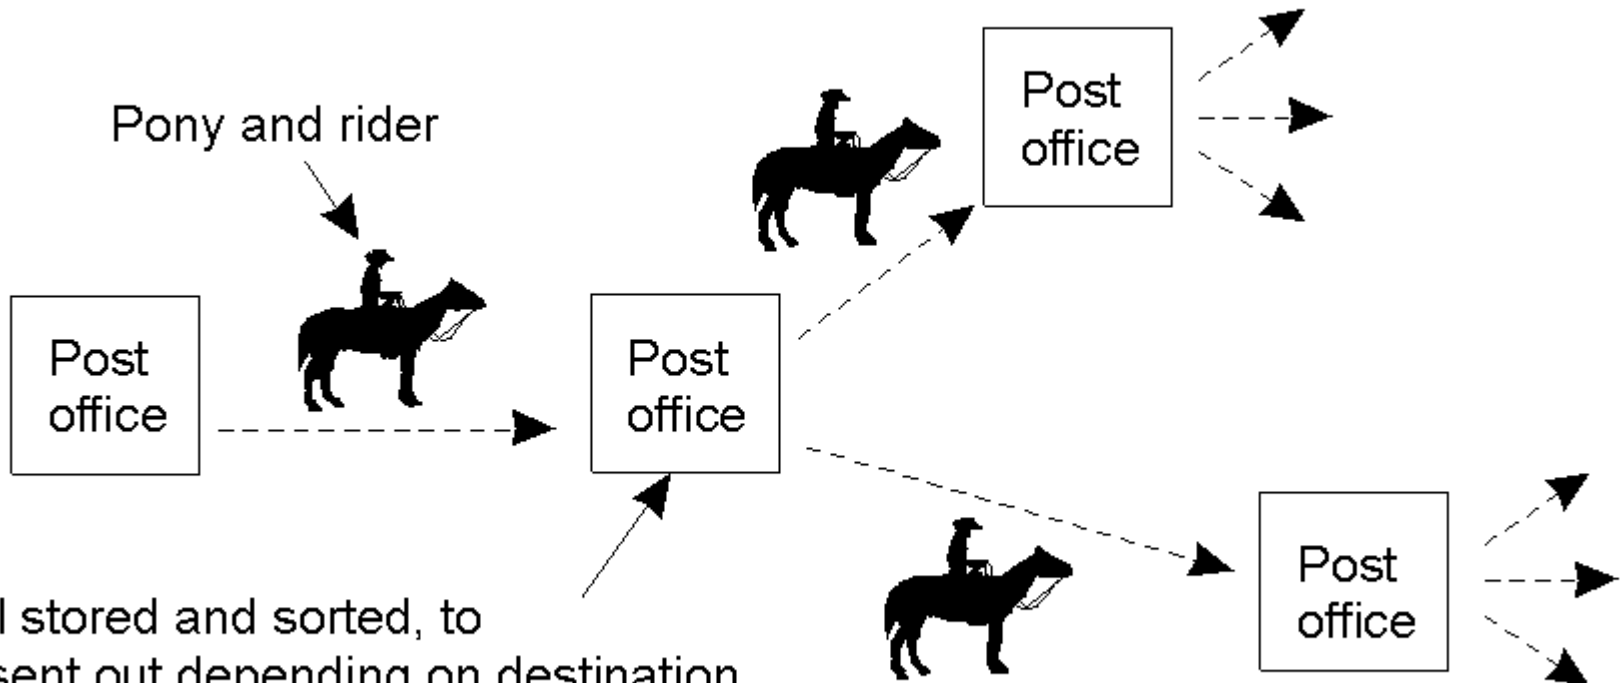 Pony and rider
Post
office
Post
office
Post
office
Post
office
stored and sorted, to
sent out depending on destination